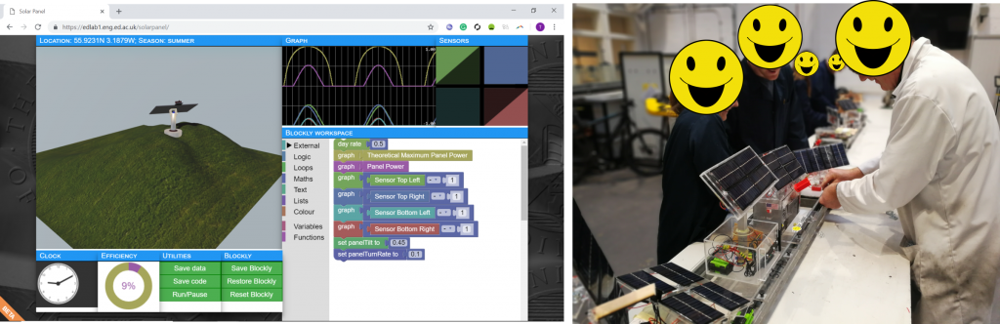 Solar Panel
https://edlab1.eng.ed.ac.uk/solarpanel/
LOCATION: 55.9231N 3.1879W; SEASON: SUMMER
GRAPH
SENSORS
1.00
BLOCKLY WORKSPACE
External
Logic
Loops
Maths
Text
Lists
Colour
Variables
Functions
day rate 0.5
graph Theoretical Maximum Panel Power
graph Panel Power
graph Sensor Top Left - 1
graph Sensor Top Right - 1
graph Sensor Bottom Left - 1
graph Sensor Bottom Right - 1
set panelTilt to 0.45
set panelTurnRate to 0.1
CLOCK
EFFICIENCY
UTILITIES
BLOCKLY
9%
Save data
Save code
Run/Pause
Save Blockly
Restore Blockly
Reset Blockly
BETA